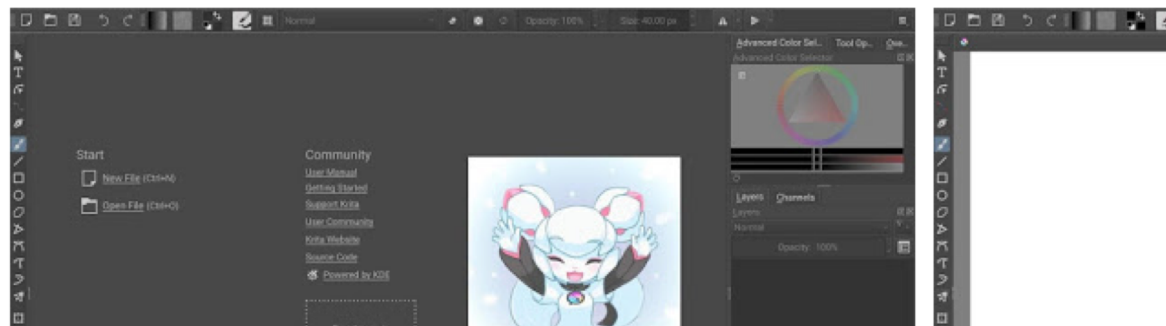 Normal
Opacity: 100%
Size: 40.00 px
Advanced Color Sel...
Tool Op...
Advanced Color Selector
Start
New File (Ctrl+N)
Open File (Ctrl+O)
Community
User Manual
Getting Started
Support Krita
User Community
Krita Website
Source Code
Powered by KDE
Layers
Channels
Layers
Normal
Opacity: 100%